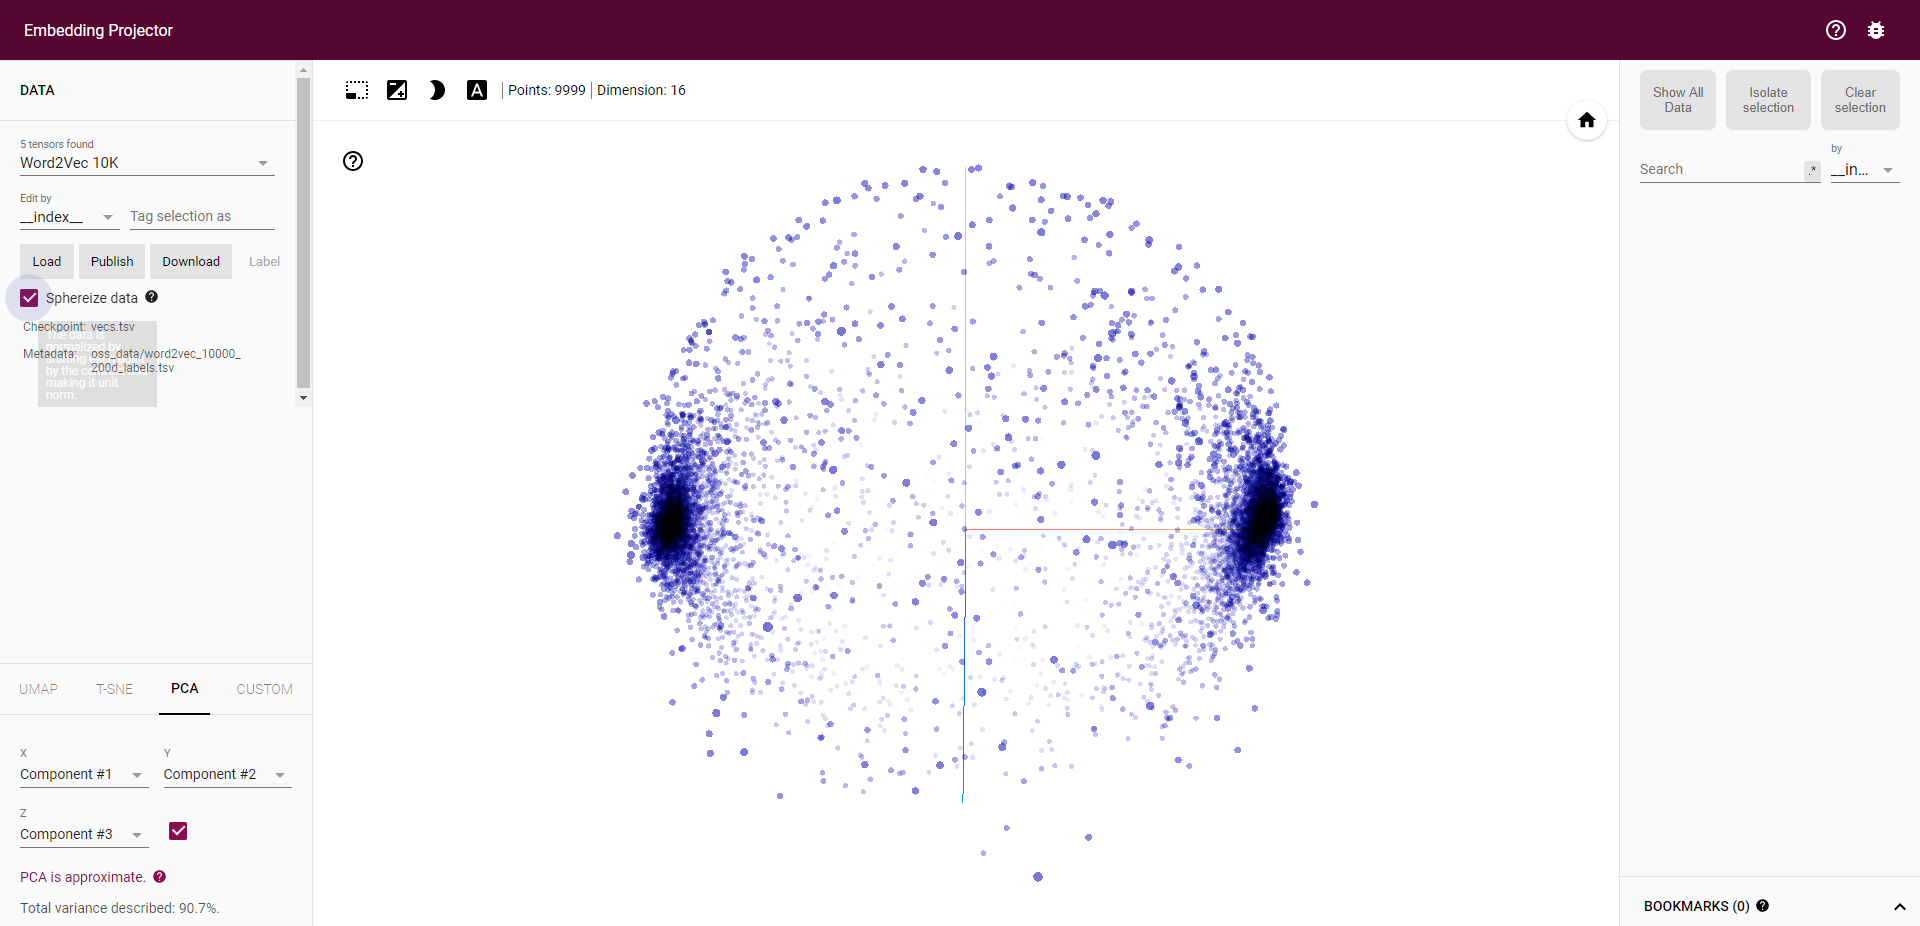 Embedding Projector
DATA
5 tensors found
Word2Vec 10K
Edit by
__index__ Tag selection as
Load Publish Download Label
Sphereize data
Checkpoint: vecs.tsv
Metadata: oss_data/word2vec_10000_
200d_labels.tsv
The data is
normalized by
by the
making it unit
norm.
UMAP T-SNE PCA CUSTOM
X Y
Component #1 Component #2
Z
Component #3
PCA is approximate.
Total variance described: 90.7%.
Points: 9999 Dimension: 16
Show All
Data
Isolate
selection
Clear
selection
Search .* by
__in...
BOOKMARKS (0)